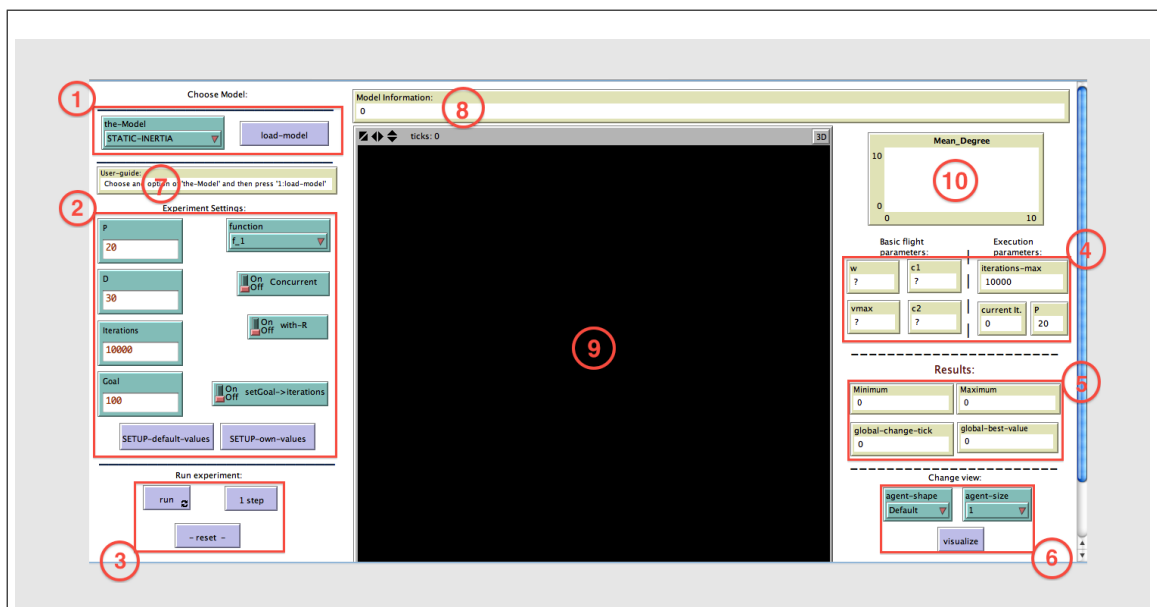 Choose Model:
1
the-Model
STATIC-INERTIA
load-model
User-guide:
Choose and option of 'the-Model' and then press '1:load-model'
7
2
Experiment Settings:
P
20
function
f_1
D
30
On
Off
Concurrent
Iterations
10000
On
Off
with-R
Goal
100
On
Off
setGoal->iterations
SETUP-default-values
SETUP-own-values
Run experiment:
run
1 step
- reset -
3
Model Information:
0
8
ticks: 0
3D
9
Mean_Degree
10
0
0
10
10
Basic flight
parameters:
Execution
parameters:
4
w
?
c1
?
iterations-max
10000
vmax
?
c2
?
current It.
0
P
20
Results:
5
Minimum
0
Maximum
0
global-change-tick
0
global-best-value
0
Change view:
agent-shape
Default
agent-size
1
visualize
6